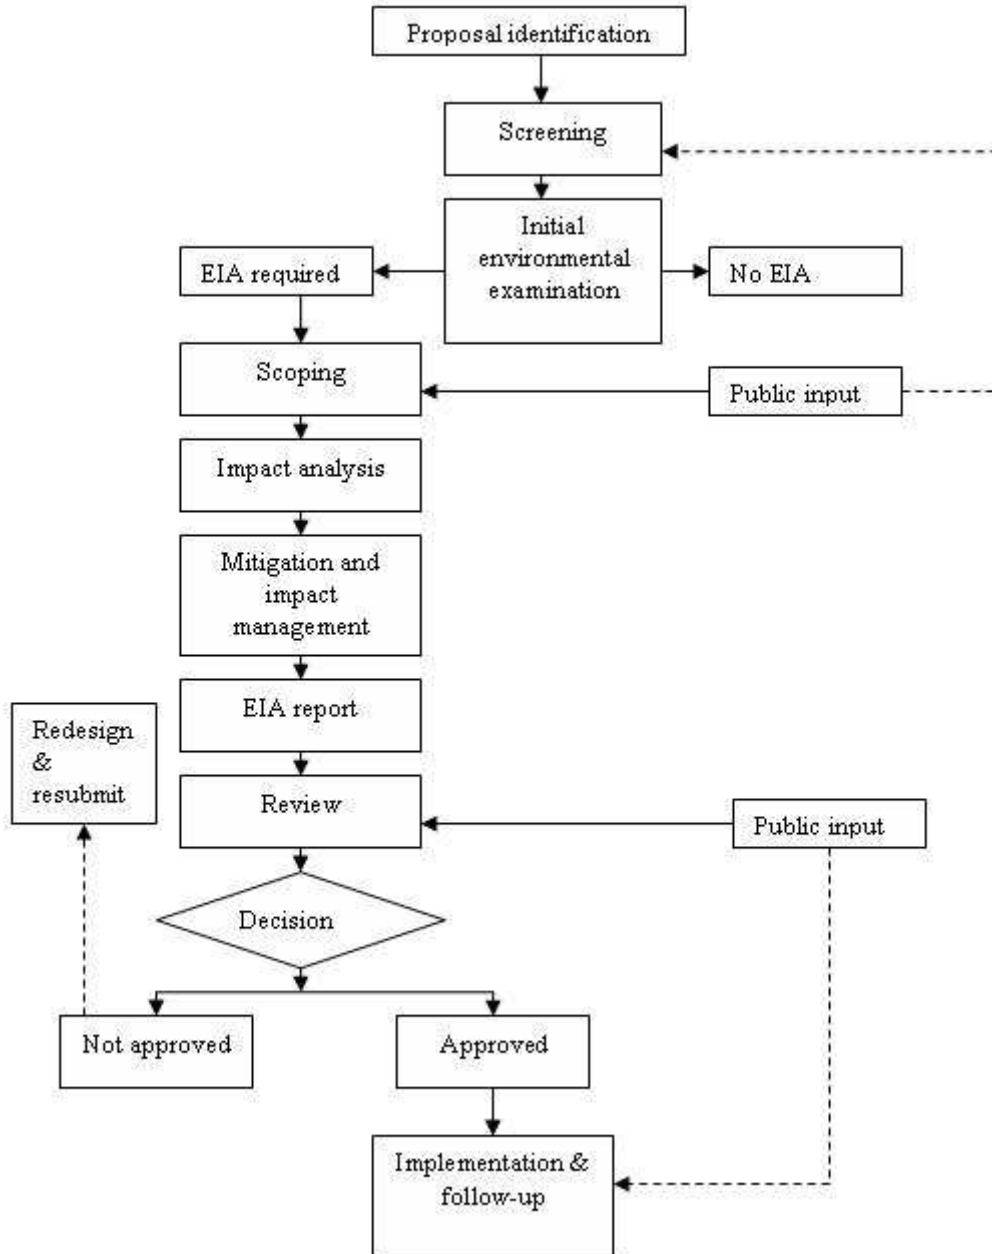 Proposal identification
Screening
Initial
environmental
examination
EIA required
No EIA
Scoping
Public input
Impact analysis
Mitigation and
impact
management
EIA report
Redesign
&
resubmit
Review
Public input
Decision
Not approved
Approved
Implementation &
follow-up